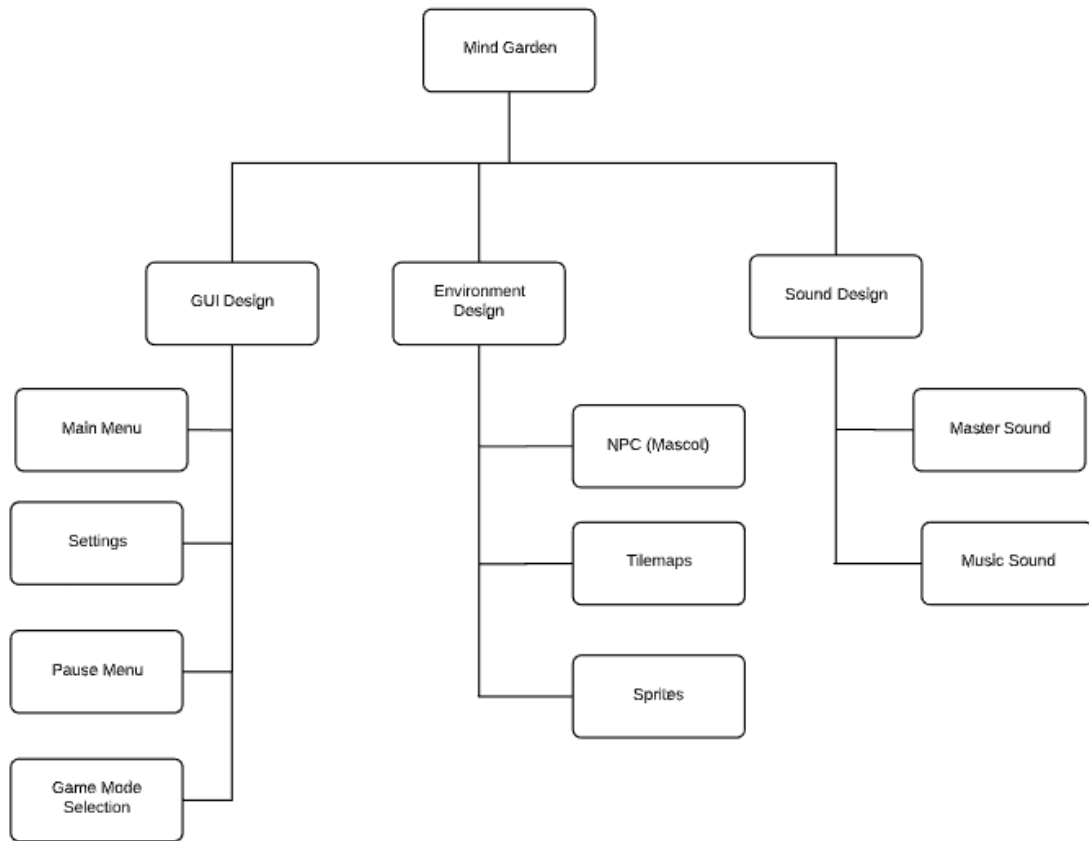 Mind Garden
GUI Design
Environment
Design
Sound Design
Main Menu
Settings
Pause Menu
Game Mode
Selection
NPC (Mascot)
Tilemaps
Sprites
Master Sound
Music Sound